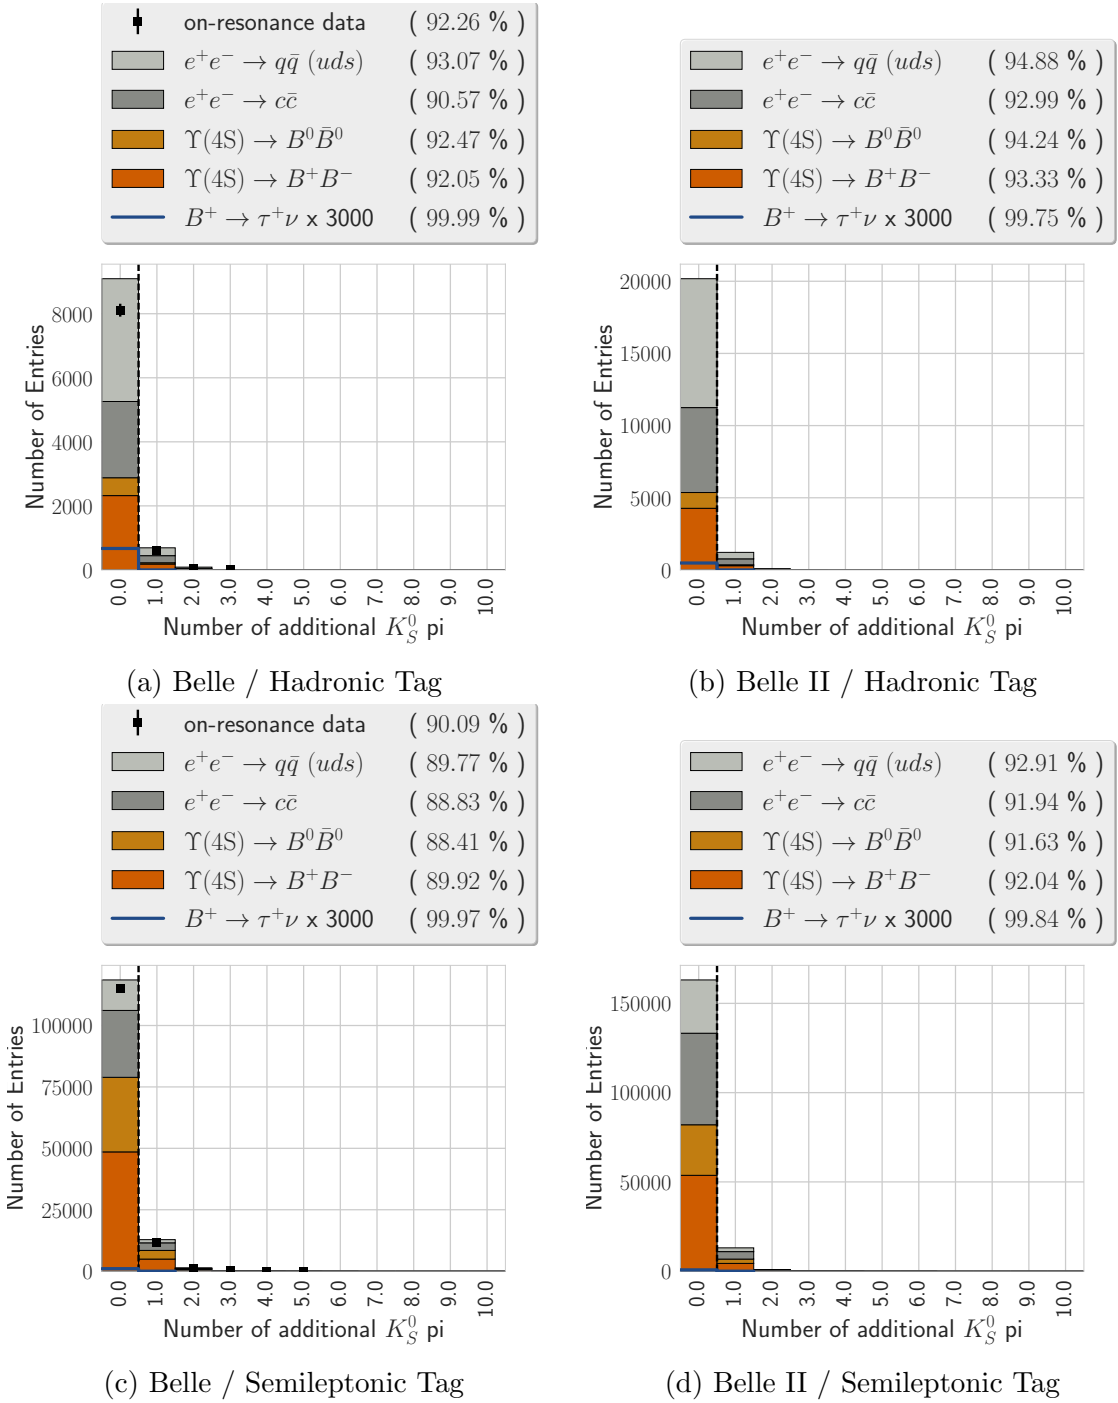 on-resonance data ( 92.26 % )
e⁺e⁻ → qq̄ (uds) ( 93.07 % )
e⁺e⁻ → cc̄ ( 90.57 % )
Υ(4S) → B⁰B̄⁰ ( 92.47 % )
Υ(4S) → B⁺B⁻ ( 92.05 % )
B⁺ → τ⁺ν x 3000 ( 99.99 % )
Number of Entries
8000
6000
4000
2000
0
0.0 1.0 2.0 3.0 4.0 5.0 6.0 7.0 8.0 9.0 10.0
Number of additional K_S^0 pi
(a) Belle / Hadronic Tag
e⁺e⁻ → qq̄ (uds) ( 94.88 % )
e⁺e⁻ → cc̄ ( 92.99 % )
Υ(4S) → B⁰B̄⁰ ( 94.24 % )
Υ(4S) → B⁺B⁻ ( 93.33 % )
B⁺ → τ⁺ν x 3000 ( 99.75 % )
Number of Entries
20000
15000
10000
5000
0
0.0 1.0 2.0 3.0 4.0 5.0 6.0 7.0 8.0 9.0 10.0
Number of additional K_S^0 pi
(b) Belle II / Hadronic Tag
on-resonance data ( 90.09 % )
e⁺e⁻ → qq̄ (uds) ( 89.77 % )
e⁺e⁻ → cc̄ ( 88.83 % )
Υ(4S) → B⁰B̄⁰ ( 88.41 % )
Υ(4S) → B⁺B⁻ ( 89.92 % )
B⁺ → τ⁺ν x 3000 ( 99.97 % )
Number of Entries
100000
75000
50000
25000
0
0.0 1.0 2.0 3.0 4.0 5.0 6.0 7.0 8.0 9.0 10.0
Number of additional K_S^0 pi
(c) Belle / Semileptonic Tag
e⁺e⁻ → qq̄ (uds) ( 92.91 % )
e⁺e⁻ → cc̄ ( 91.94 % )
Υ(4S) → B⁰B̄⁰ ( 91.63 % )
Υ(4S) → B⁺B⁻ ( 92.04 % )
B⁺ → τ⁺ν x 3000 ( 99.84 % )
Number of Entries
150000
100000
50000
0
0.0 1.0 2.0 3.0 4.0 5.0 6.0 7.0 8.0 9.0 10.0
Number of additional K_S^0 pi
(d) Belle II / Semileptonic Tag